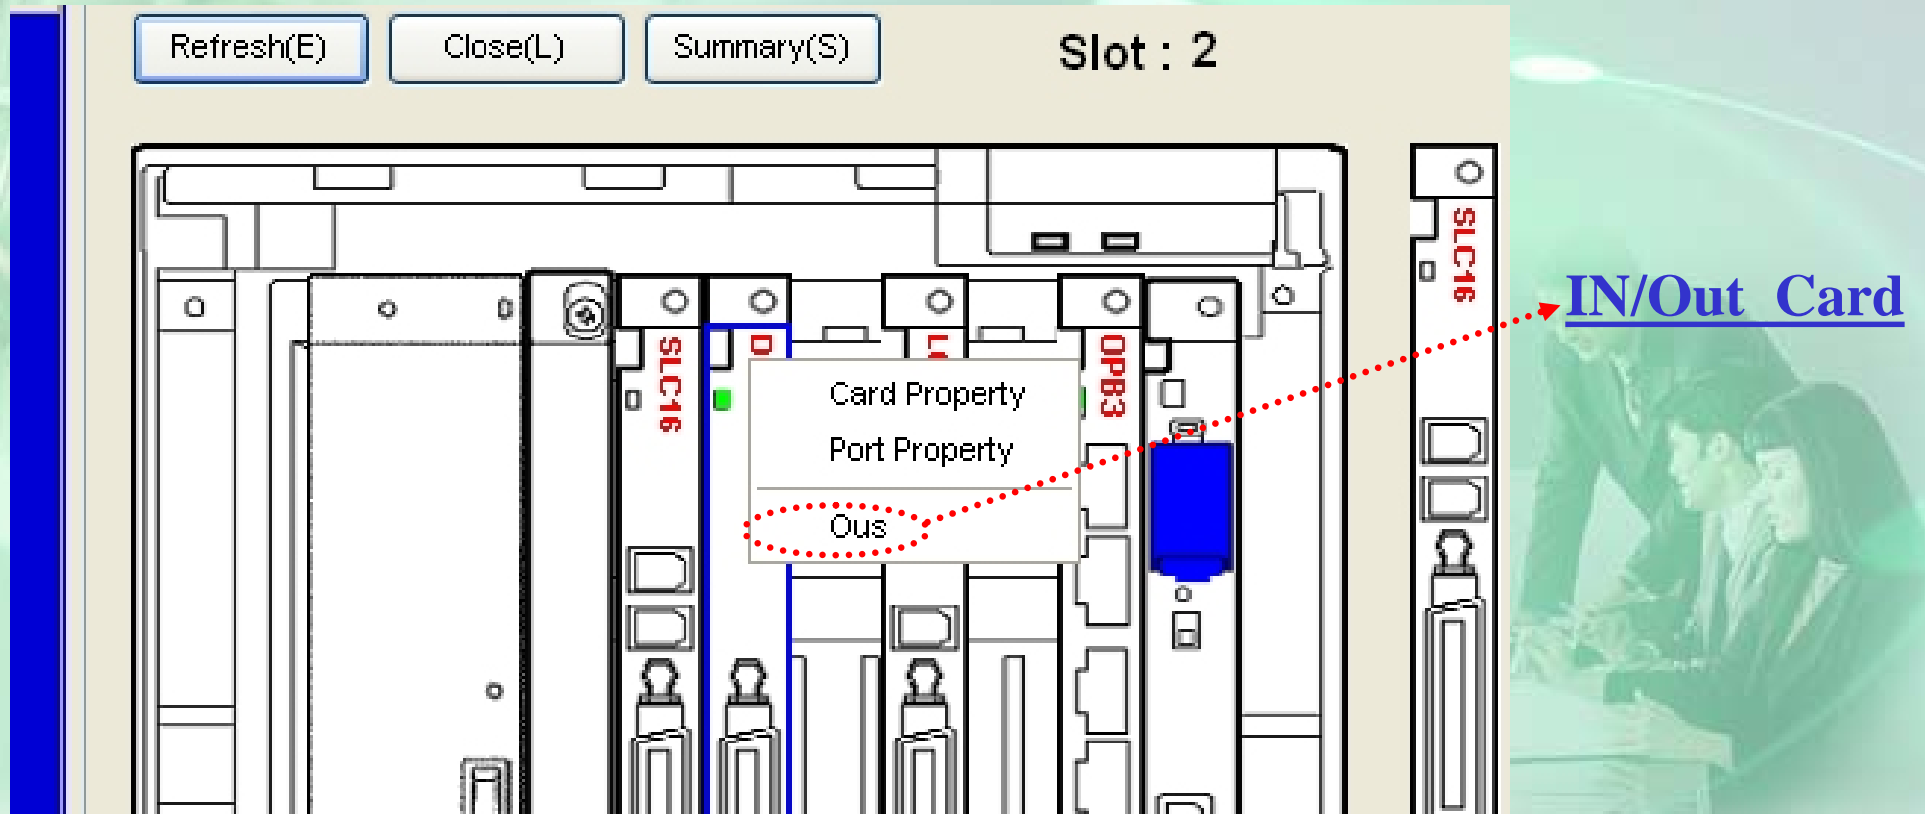 Refresh(E) Close(L) Summary(S) Slot : 2
SLC16
SLC16
OPB3
Card Property
Port Property
Ous
IN/Out Card